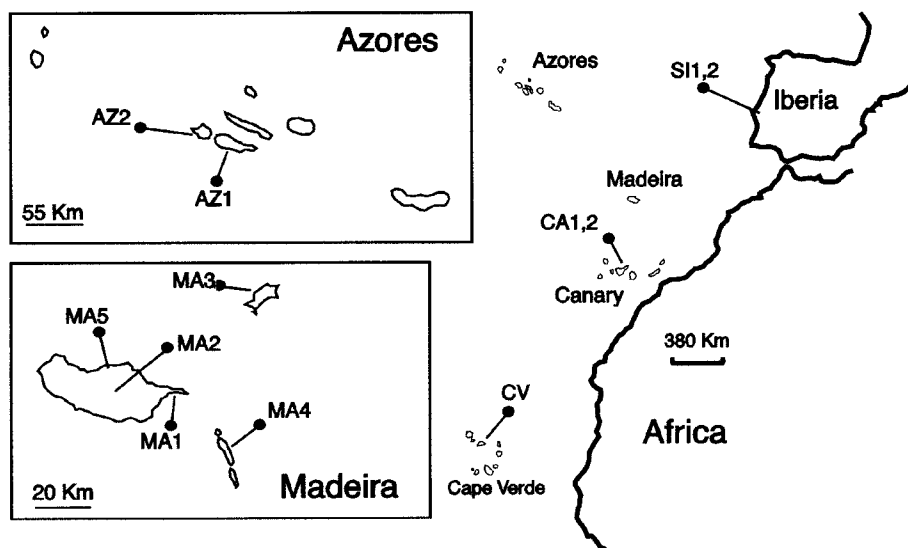 Azores
AZ2
AZ1
55 Km
MA3
MA5
MA2
MA4
MA1
20 Km
Madeira
Azores
SI1,2
Iberia
Madeira
CA1,2
Canary
380 Km
CV
Africa
Cape Verde